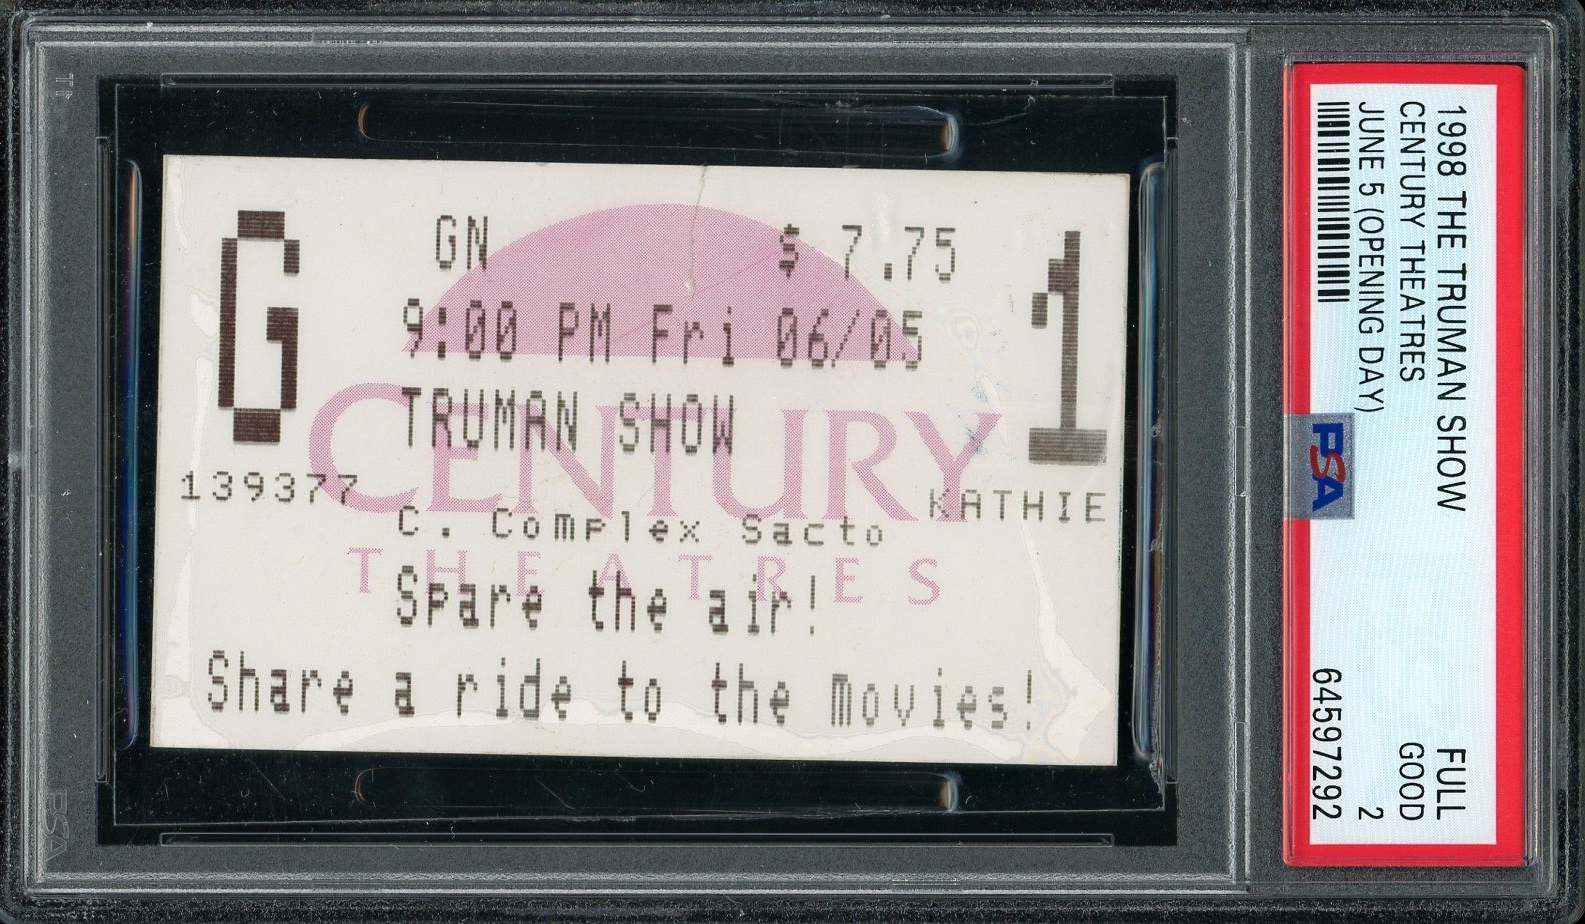 G
GN $ 7.75
1
9:00 PM Fri 06/05
TRUMAN SHOW
CENTURY
139377
KATHIE
C. Complex Sacto
THEATRES
Spare the air!
Share a ride to the movies!
1998 THE TRUMAN SHOW FULL
CENTURY THEATRES GOOD
JUNE 5 (OPENING DAY) 2
64597292
PSA
PSA